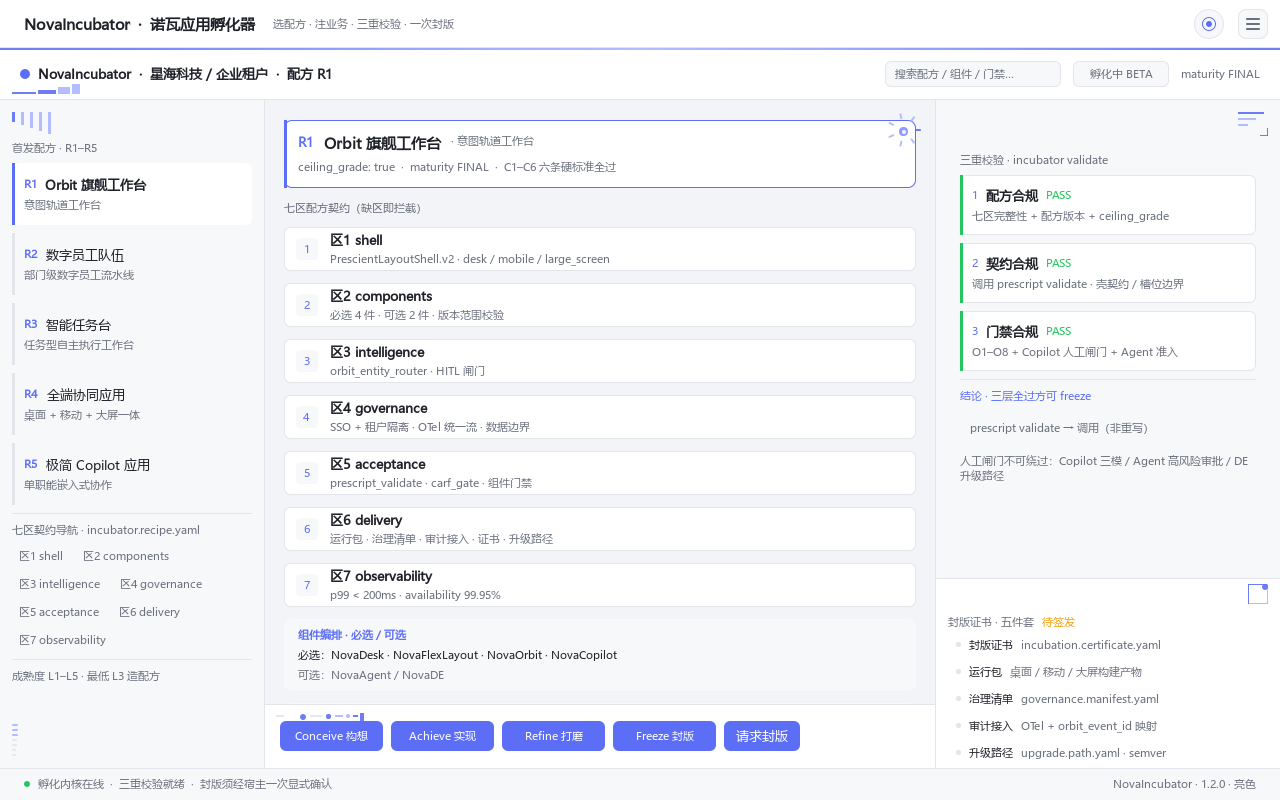 NovaIncubator · 诺瓦应用孵化器 选配方 · 注业务 · 三重校验 · 一次封版
NovaIncubator · 星海科技 / 企业租户 · 配方 R1
搜索配方 / 组件 / 门禁...
孵化中 BETA
maturity FINAL
首发配方 · R1–R5
R1 Orbit 旗舰工作台
意图轨道工作台
R2 数字员工队伍
部门级数字员工流水线
R3 智能任务台
任务型自主执行工作台
R4 全端协同应用
桌面 + 移动 + 大屏一体
R5 极简 Copilot 应用
单职能嵌入式协作
七区契约导航 · incubator.recipe.yaml
区1 shell 区2 components
区3 intelligence 区4 governance
区5 acceptance 区6 delivery
区7 observability
成熟度 L1–L5 · 最低 L3 造配方
R1 Orbit 旗舰工作台 · 意图轨道工作台
ceiling_grade: true · maturity FINAL · C1–C6 六条硬标准全过
七区配方契约（缺区即拦截）
1 区1 shell
PrescientLayoutShell.v2 · desk / mobile / large_screen
2 区2 components
必选 4 件 · 可选 2 件 · 版本范围校验
3 区3 intelligence
orbit_entity_router · HITL 闸门
4 区4 governance
SSO + 租户隔离 · OTel 统一流 · 数据边界
5 区5 acceptance
prescript_validate · carf_gate · 组件门禁
6 区6 delivery
运行包 · 治理清单 · 审计接入 · 证书 · 升级路径
7 区7 observability
p99 < 200ms · availability 99.95%
组件编排 · 必选 / 可选
必选：NovaDesk · NovaFlexLayout · NovaOrbit · NovaCopilot
可选：NovaAgent / NovaDE
Conceive 构想
Achieve 实现
Refine 打磨
Freeze 封版
请求封版
三重校验 · incubator validate
1 配方合规 PASS
七区完整性 + 配方版本 + ceiling_grade
2 契约合规 PASS
调用 prescript validate · 壳契约 / 槽位边界
3 门禁合规 PASS
O1–O8 + Copilot 人工闸门 + Agent 准入
结论 · 三层全过方可 freeze
prescript validate → 调用（非重写）
人工闸门不可绕过：Copilot 三模 / Agent 高风险审批 / DE
升级路径
封版证书 · 五件套 待签发
封版证书 incubation.certificate.yaml
运行包 桌面 / 移动 / 大屏构建产物
治理清单 governance.manifest.yaml
审计接入 OTel + orbit_event_id 映射
升级路径 upgrade.path.yaml · semver
孵化内核在线 · 三重校验就绪 · 封版须经宿主一次显式确认
NovaIncubator · 1.2.0 · 亮色